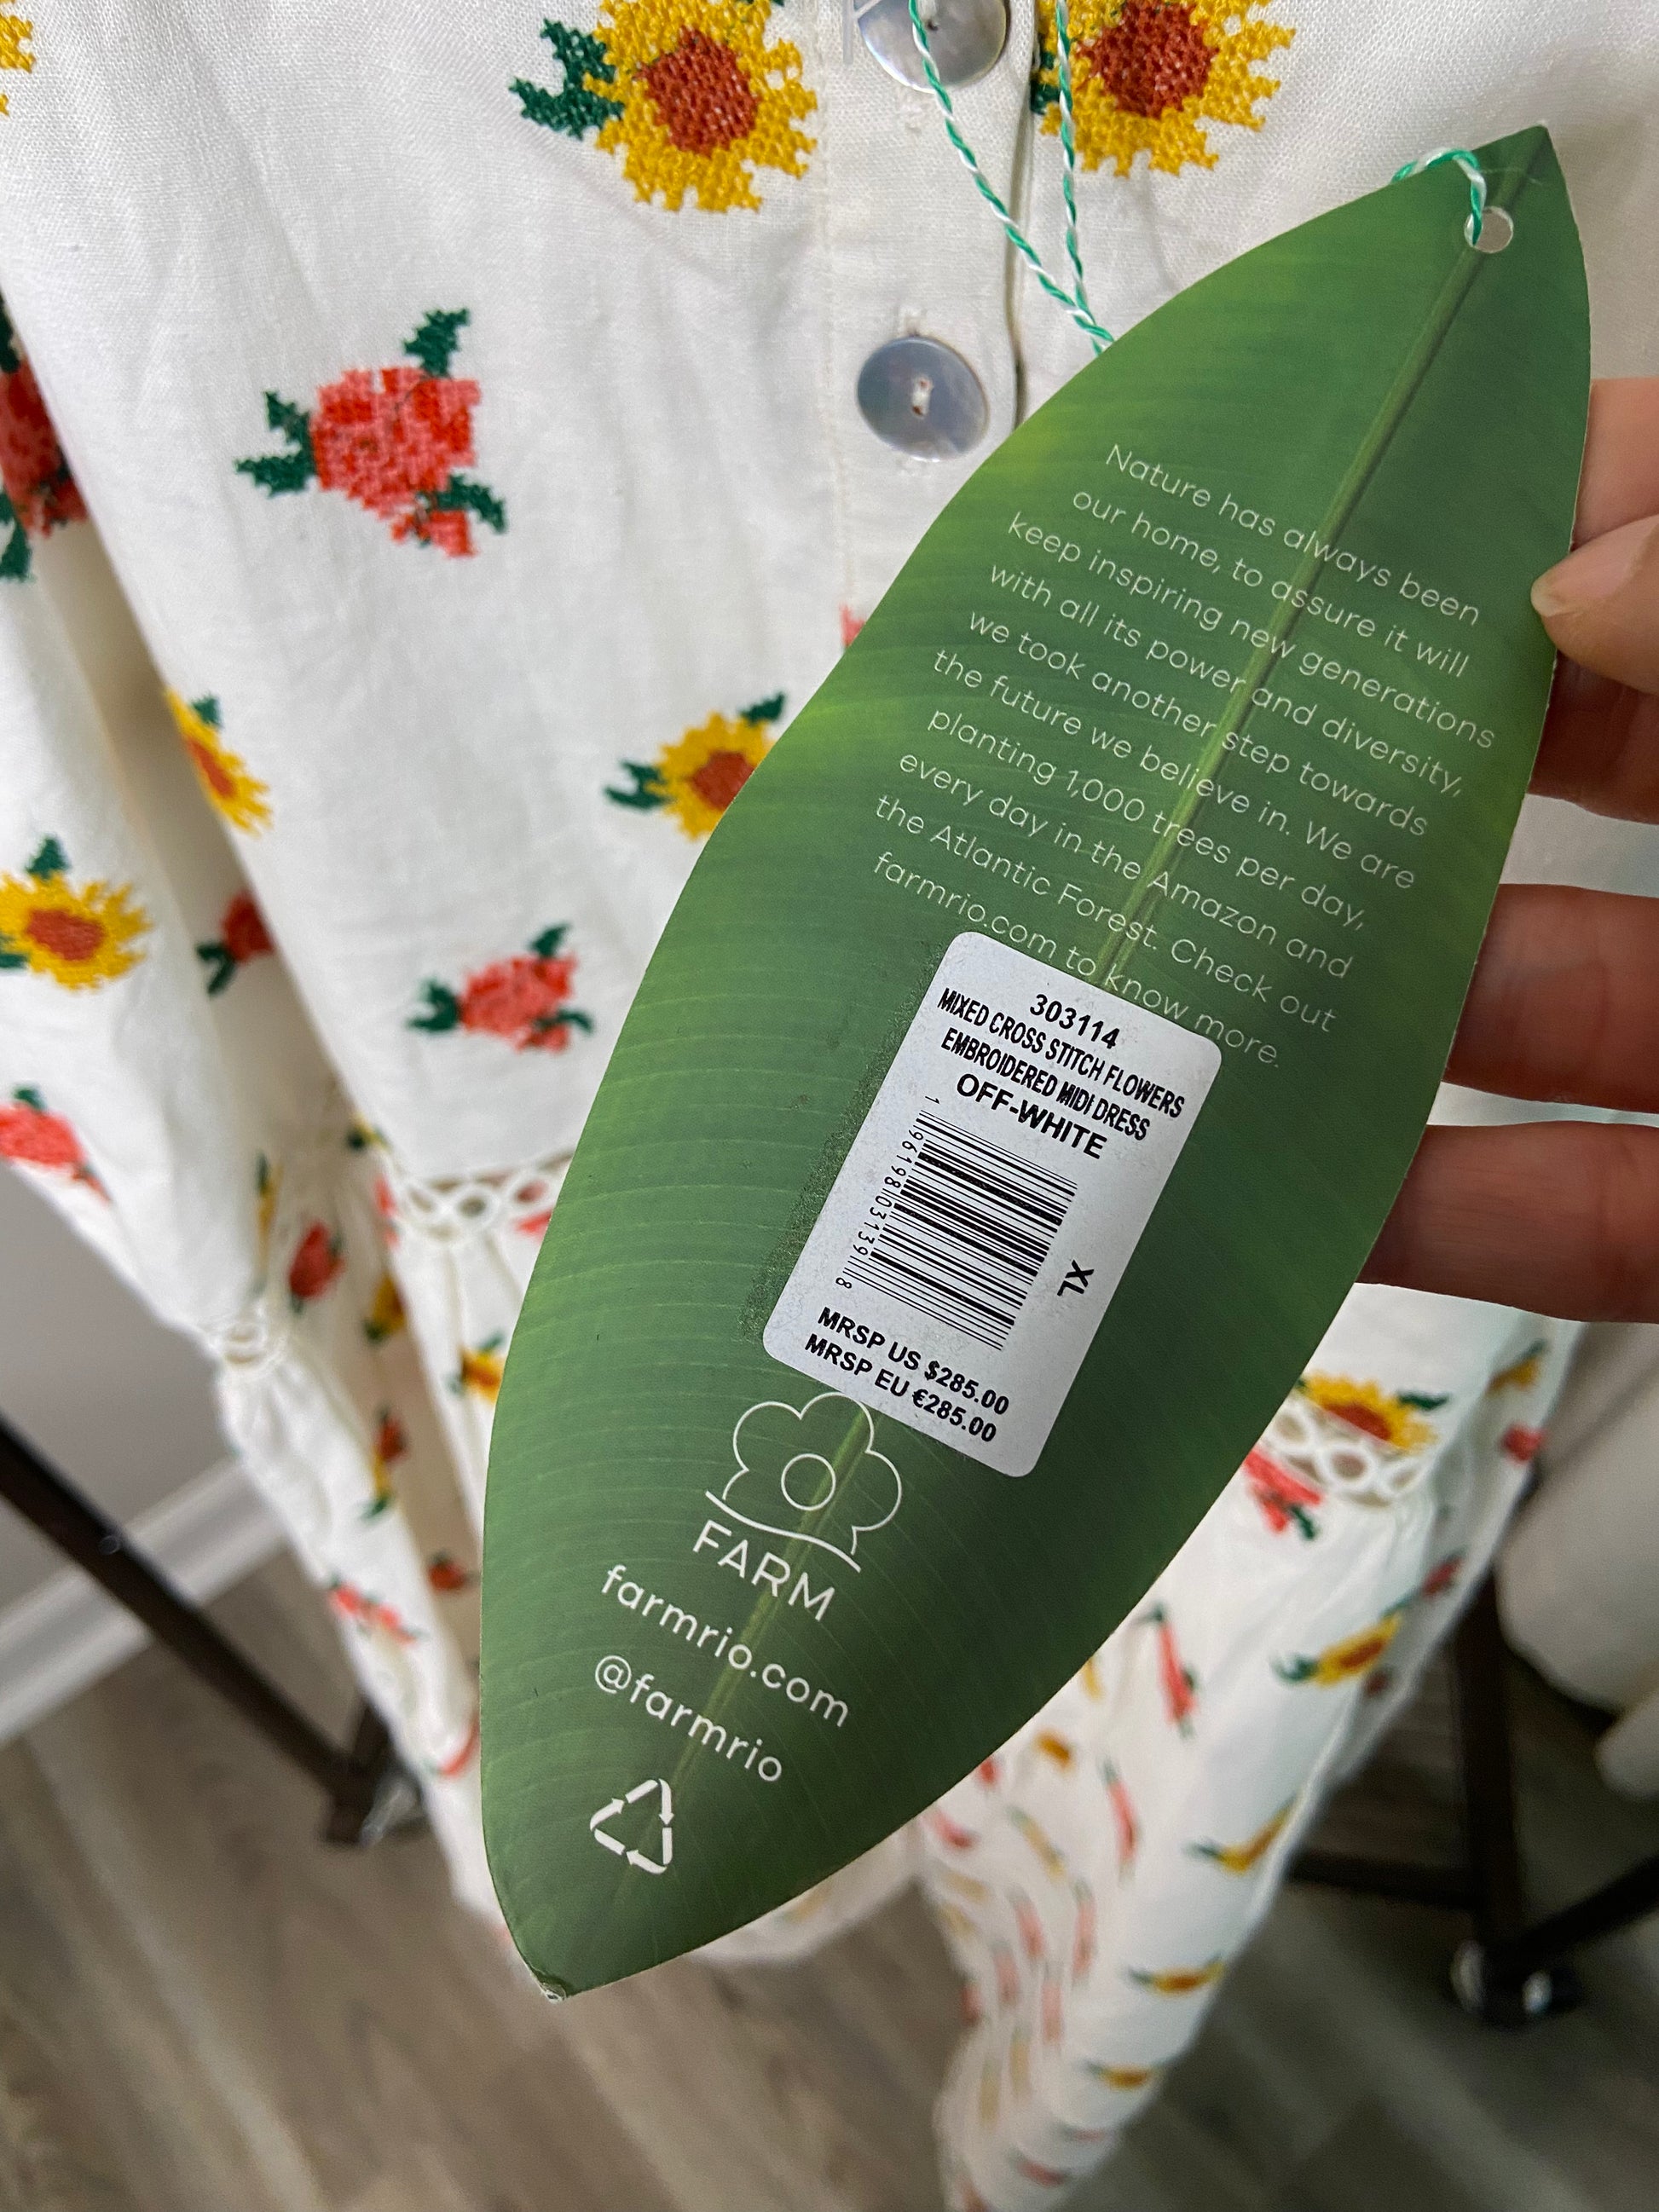 Nature has always been
our home, to assure it will
keep inspiring new generations
with all its power and diversity,
we took another step towards
the future we believe in. We are
planting 1,000 trees per day,
every day in the Amazon and
the Atlantic Forest. Check out
farmrio.com to know more.
303114
MIXED CROSS STITCH FLOWERS
EMBROIDERED MIDI DRESS
OFF-WHITE
1 96198 03139 8
XL
MRSP US $285.00
MRSP EU €285.00
FARM
farmrio.com
@farmrio